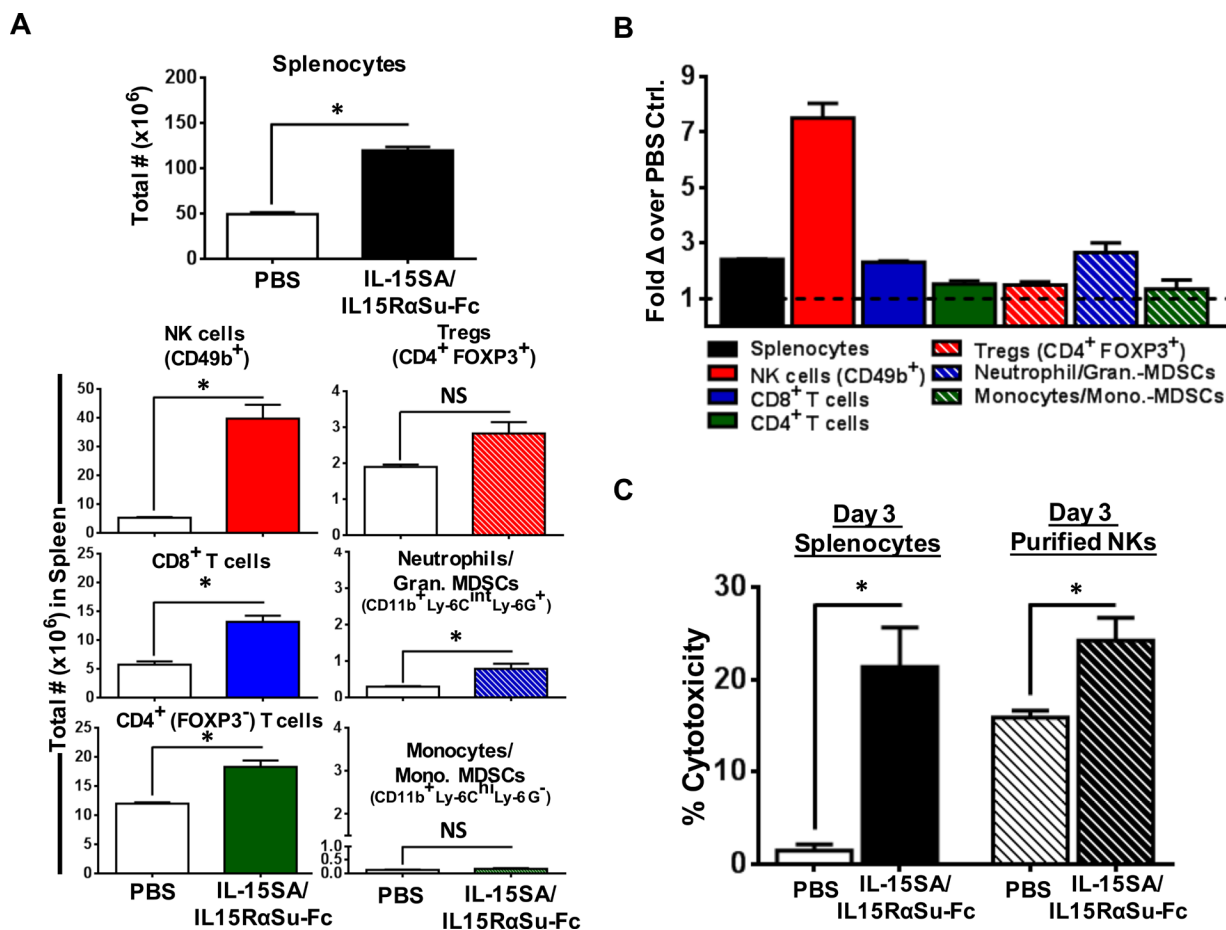 A
Splenocytes
Total # (x10⁶)
200
150
100
50
0
*
PBS
IL-15SA/
IL15RαSu-Fc
Total # (x10⁶) in Spleen
NK cells
(CD49b⁺)
50
40
30
20
10
0
*
Tregs
(CD4⁺ FOXP3⁺)
4
3
2
1
0
NS
CD8⁺ T cells
25
20
15
10
5
0
*
Neutrophils/
Gran. MDSCs
(CD11b⁺Ly-6Cⁱⁿᵗ Ly-6G⁺)
4
3
2
1
0
*
CD4⁺ (FOXP3⁻) T cells
25
20
15
10
5
0
*
Monocytes/
Mono. MDSCs
(CD11b⁺Ly-6Cʰⁱ Ly-6G⁻)
4
3
2
1.0
0.5
0.0
NS
PBS
IL-15SA/
IL15RαSu-Fc
PBS
IL-15SA/
IL15RαSu-Fc
B
Fold Δ over PBS Ctrl.
9
7
5
3
1
Splenocytes
NK cells (CD49b⁺)
CD8⁺ T cells
CD4⁺ T cells
Tregs (CD4⁺ FOXP3⁺)
Neutrophil/Gran.-MDSCs
Monocytes/Mono.-MDSCs
C
Day 3
Splenocytes
Day 3
Purified NKs
% Cytotoxicity
30
20
10
0
*
*
PBS
IL-15SA/
IL15RαSu-Fc
PBS
IL-15SA/
IL15RαSu-Fc